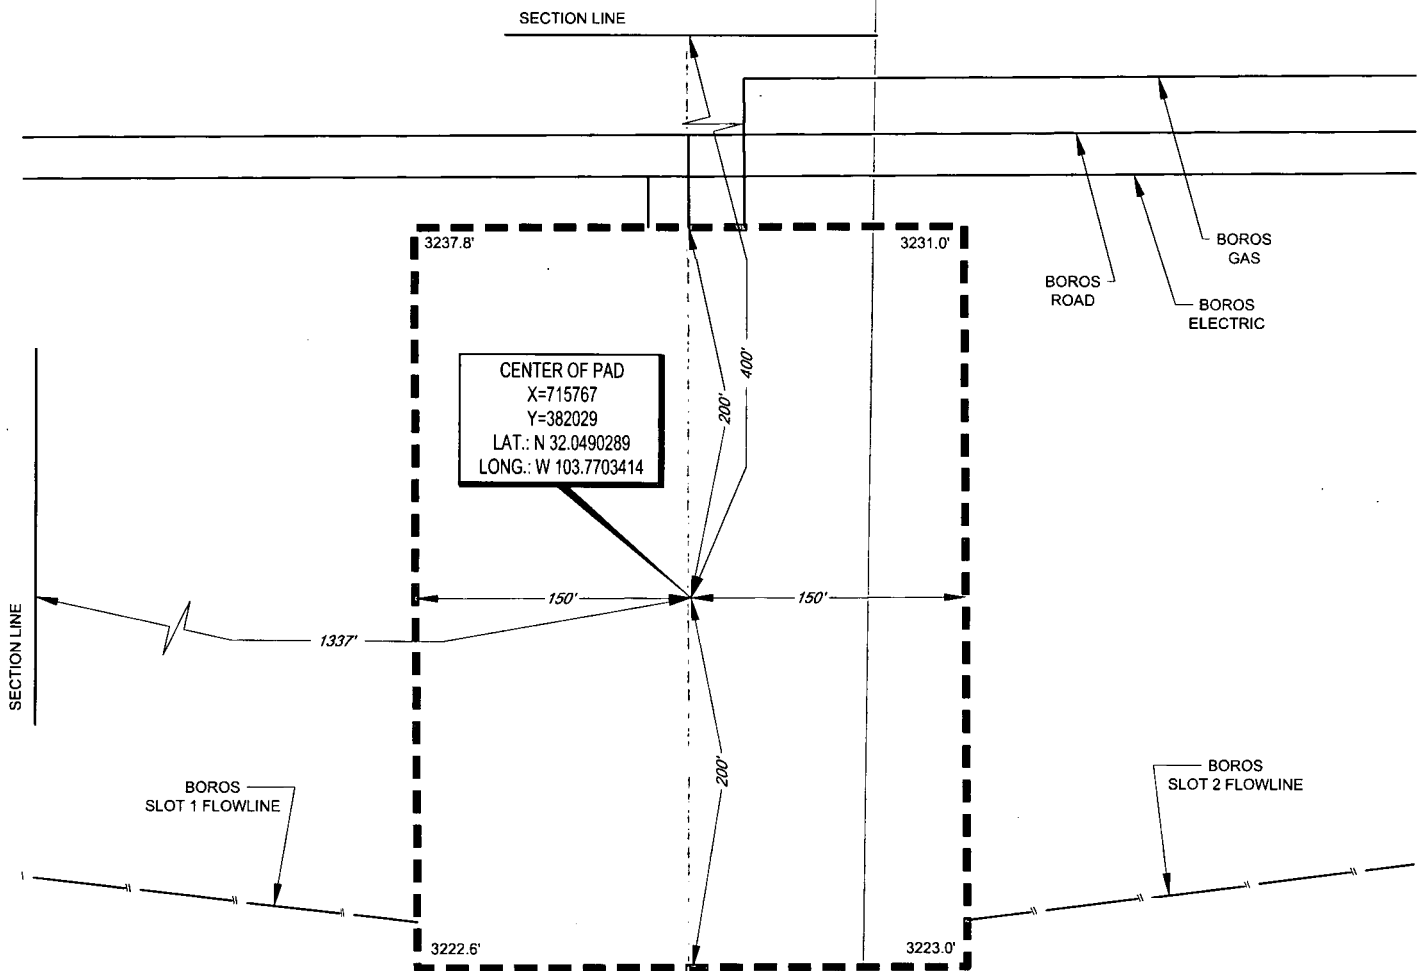 SECTION LINE
3237.8'
3231.0'
BOROS
GAS
BOROS
ROAD
BOROS
ELECTRIC
CENTER OF PAD
X=715767
Y=382029
LAT.: N 32.0490289
LONG.: W 103.7703414
400'
200'
150'
150'
1337'
SECTION LINE
200'
BOROS
SLOT 1 FLOWLINE
BOROS
SLOT 2 FLOWLINE
3222.6'
3223.0'